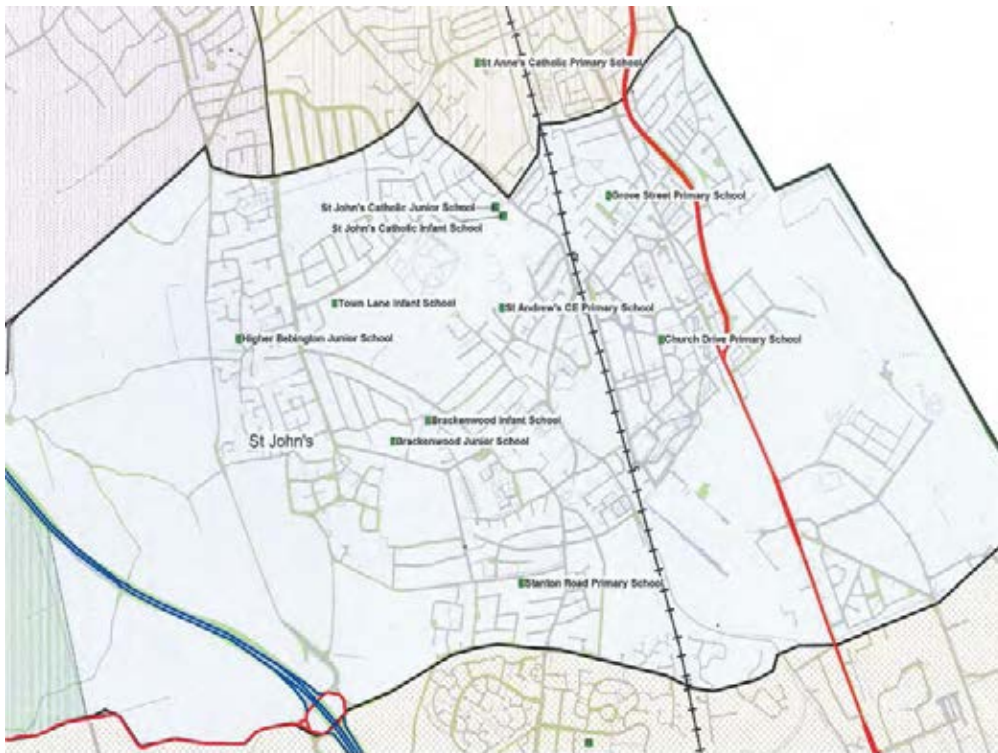 St Anne's Catholic Primary School
Grove Street Primary School
St John's Catholic Junior School
St John's Catholic Infant School
Town Lane Infant School
St Andrew's CE Primary School
Higher Bebington Junior School
Church Drive Primary School
Brackenwood Infant School
St John's
Brackenwood Junior School
Stanton Road Primary School